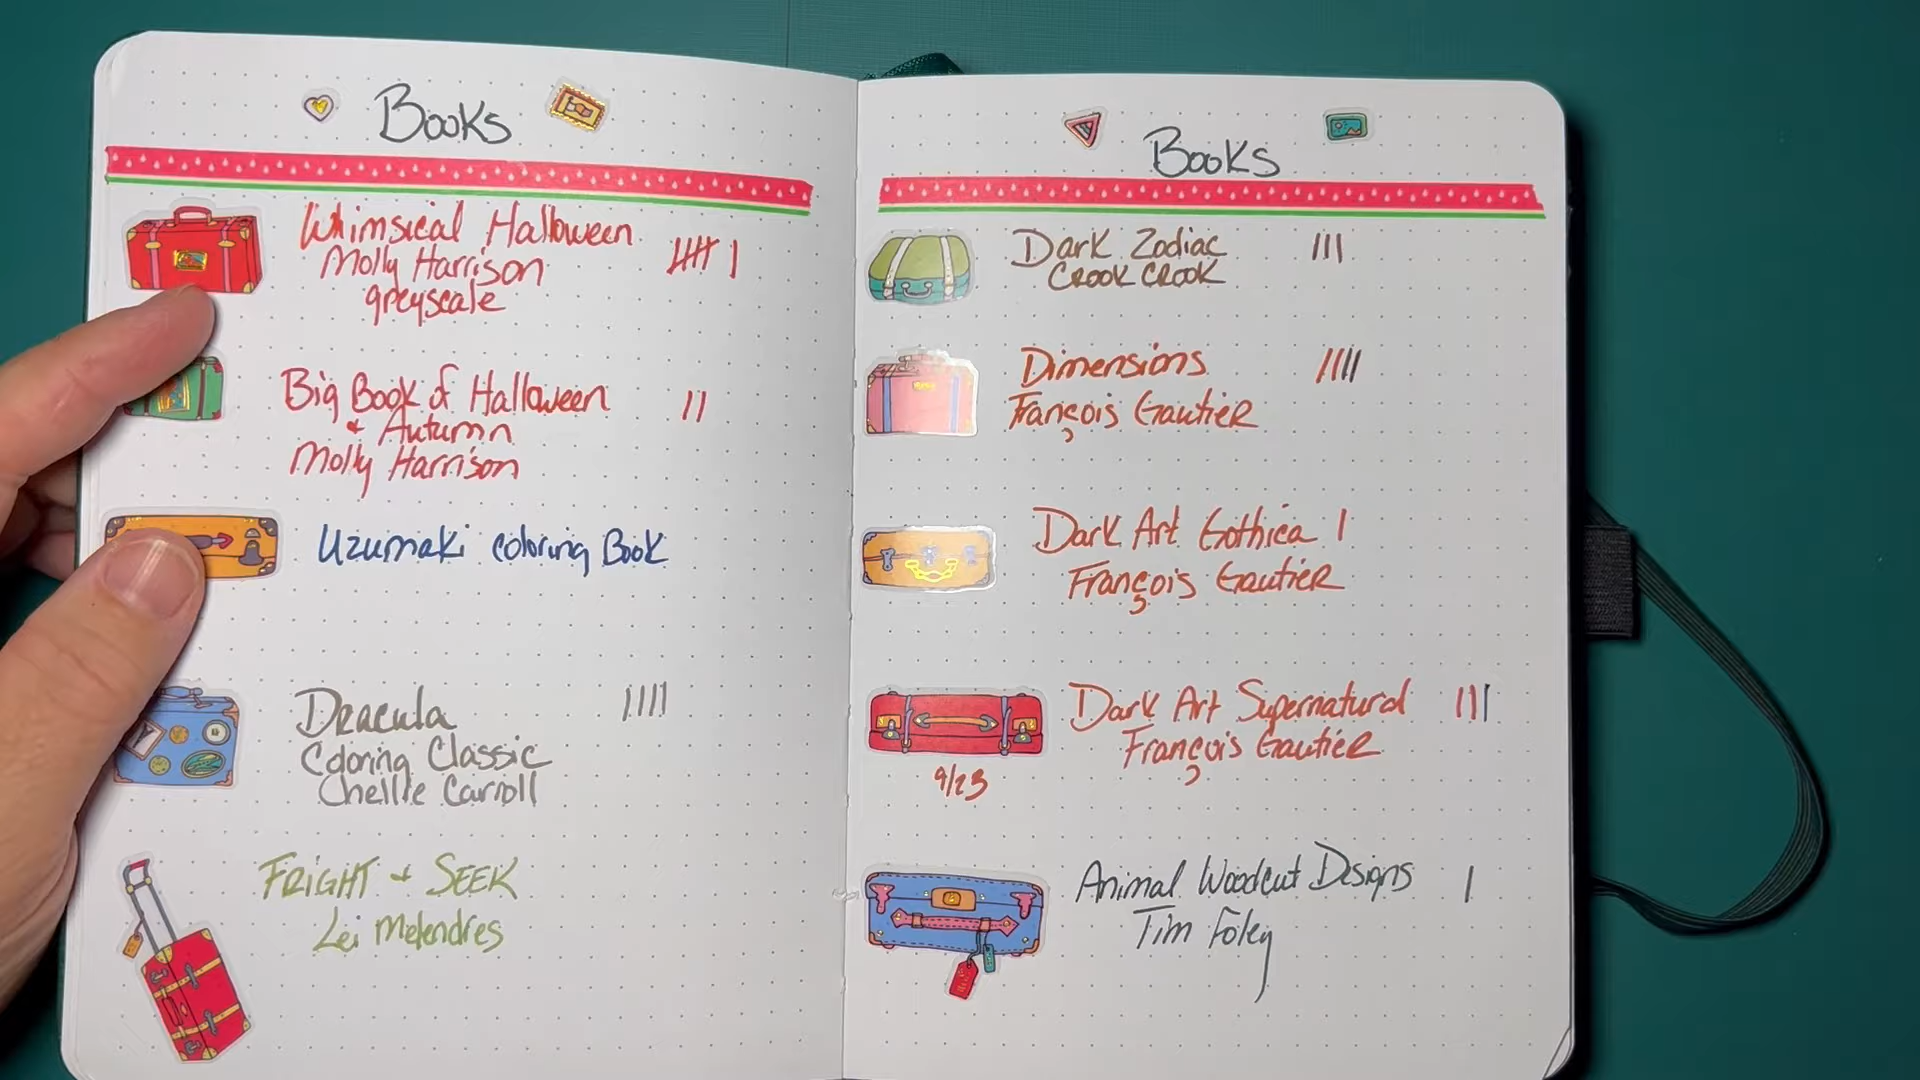 Books
Whimsical Halloween
Molly Harrison
greyscale
Big Book of Halloween
+ Autumn
Molly Harrison
Uzumaki coloring Book
Dracula
Coloring Classic
Chellie Carroll
FRIGHT + SEEK
Lei Melendres
Books
Dark Zodiac
Crook Crook
Dimensions
François Gautier
Dark Art Gothica 1
François Gautier
Dark Art Supernatural
François Gautier
9/23
Animal Woodcut Designs
Tim Foley